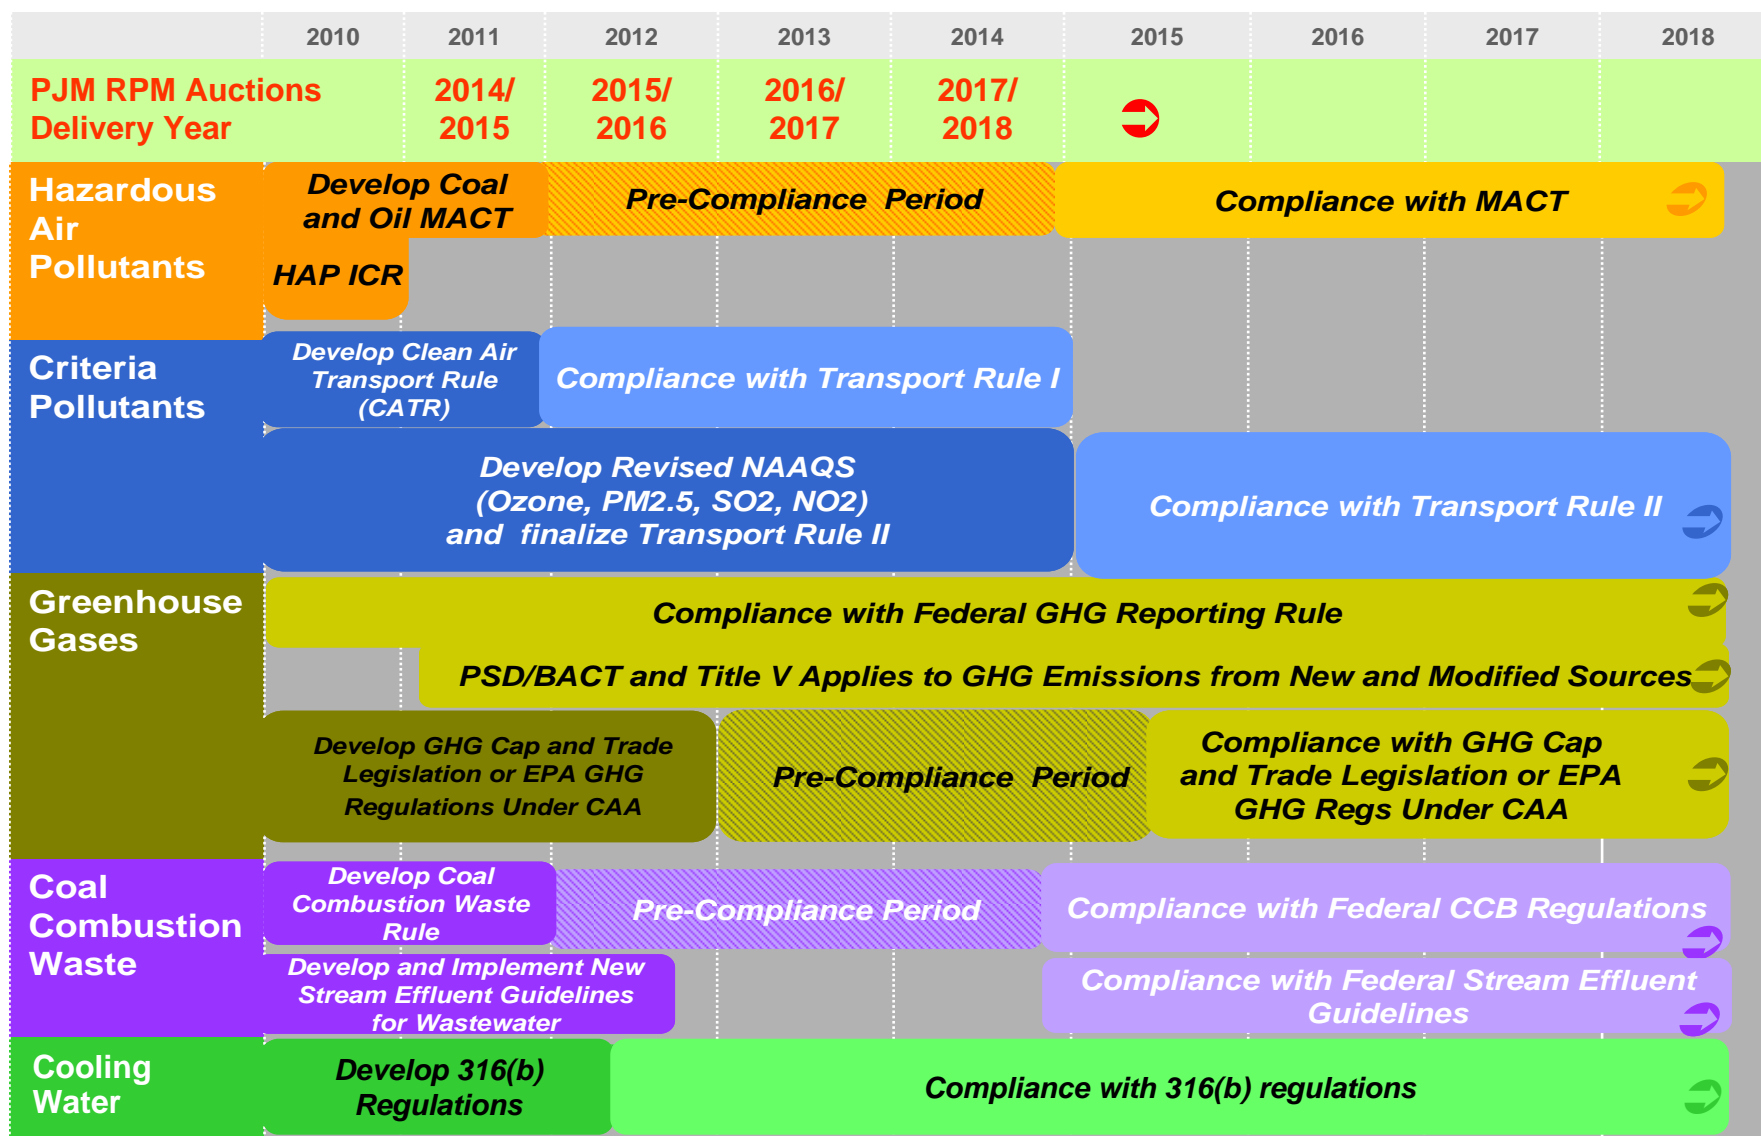 2010 2011 2012 2013 2014 2015 2016 2017 2018
PJM RPM Auctions
Delivery Year
2014/
2015
2015/
2016
2016/
2017
2017/
2018
Hazardous
Air
Pollutants
Develop Coal
and Oil MACT
Pre-Compliance Period
Compliance with MACT
HAP ICR
Criteria
Pollutants
Develop Clean Air
Transport Rule
(CATR)
Compliance with Transport Rule I
Develop Revised NAAQS
(Ozone, PM2.5, SO2, NO2)
and finalize Transport Rule II
Compliance with Transport Rule II
Greenhouse
Gases
Compliance with Federal GHG Reporting Rule
PSD/BACT and Title V Applies to GHG Emissions from New and Modified Sources
Develop GHG Cap and Trade
Legislation or EPA GHG
Regulations Under CAA
Pre-Compliance Period
Compliance with GHG Cap
and Trade Legislation or EPA
GHG Regs Under CAA
Coal
Combustion
Waste
Develop Coal
Combustion Waste
Rule
Pre-Compliance Period
Compliance with Federal CCB Regulations
Develop and Implement New
Stream Effluent Guidelines
for Wastewater
Compliance with Federal Stream Effluent
Guidelines
Cooling
Water
Develop 316(b)
Regulations
Compliance with 316(b) regulations